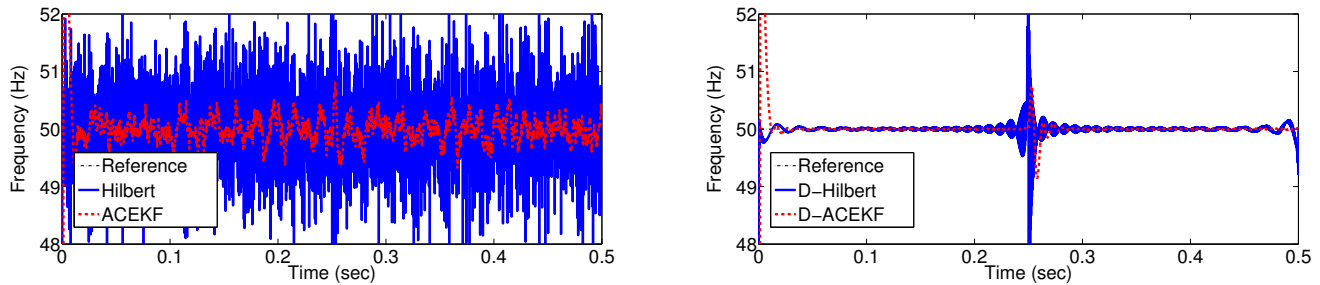 52
51
50
49
48
Frequency (Hz)
Reference
Hilbert
ACEKF
0
0.1
0.2
0.3
0.4
0.5
Time (sec)
52
51
50
49
48
Frequency (Hz)
Reference
D−Hilbert
D−ACEKF
0
0.1
0.2
0.3
0.4
0.5
Time (sec)